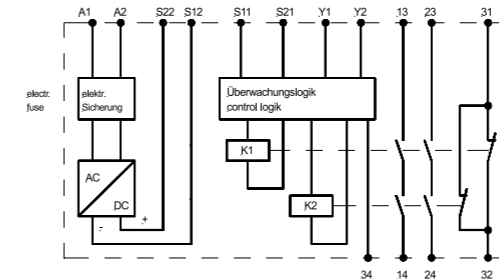 A1 A2 S22 S12 S11 S21 Y1 Y2 13 23 31
electr.
fuse
elektr.
Sicherung
Überwachungslogik
control logik
K1
AC
DC
K2
- +
34 14 24 32